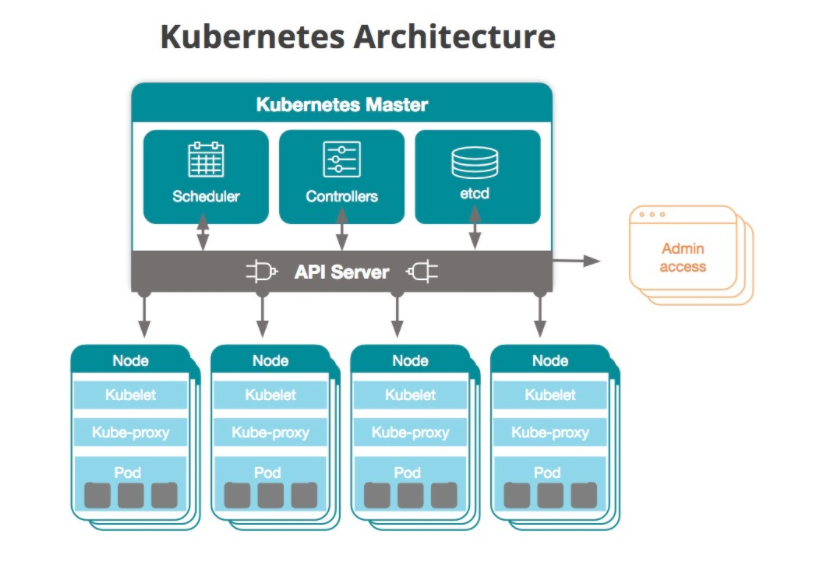 Kubernetes Architecture
Kubernetes Master
Scheduler
Controllers
etcd
API Server
Admin
access
Node
Kubelet
Kube-proxy
Pod
Node
Kubelet
Kube-proxy
Pod
Node
Kubelet
Kube-proxy
Pod
Node
Kubelet
Kube-proxy
Pod